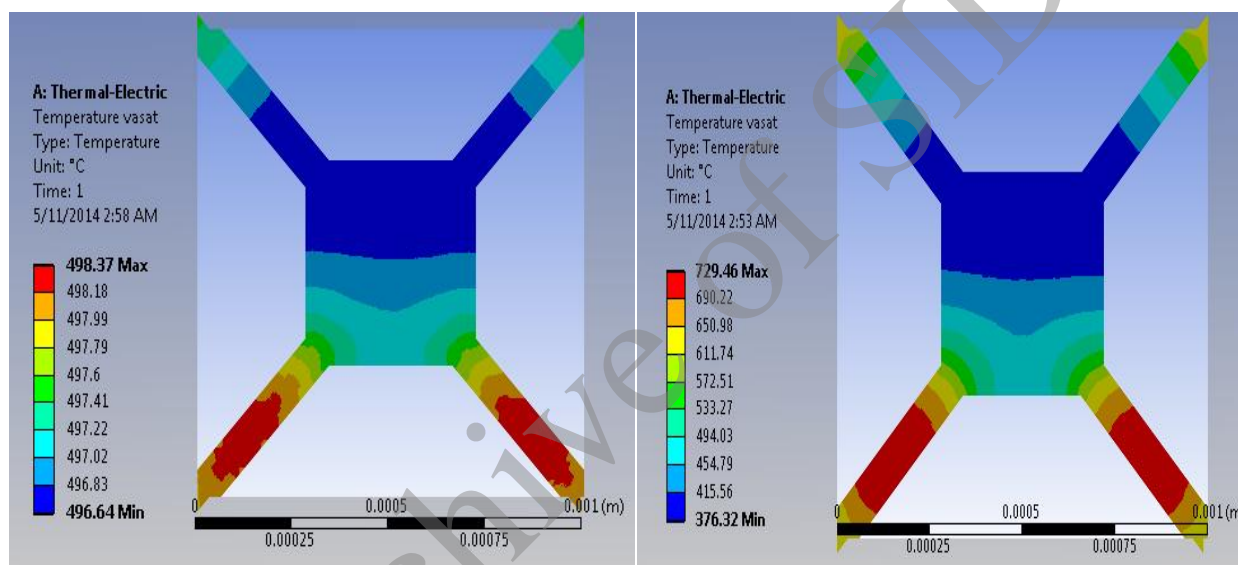 A: Thermal-Electric
Temperature vasat
Type: Temperature
Unit: °C
Time: 1
5/11/2014 2:58 AM
498.37 Max
498.18
497.99
497.79
497.6
497.41
497.22
497.02
496.83
496.64 Min
0 0.0005 0.001 (m)
0.00025 0.00075
A: Thermal-Electric
Temperature vasat
Type: Temperature
Unit: °C
Time: 1
5/11/2014 2:53 AM
729.46 Max
690.22
650.98
611.74
572.51
533.27
494.03
454.79
415.56
376.32 Min
0 0.0005 0.001 (m
0.00025 0.00075
hive of SID